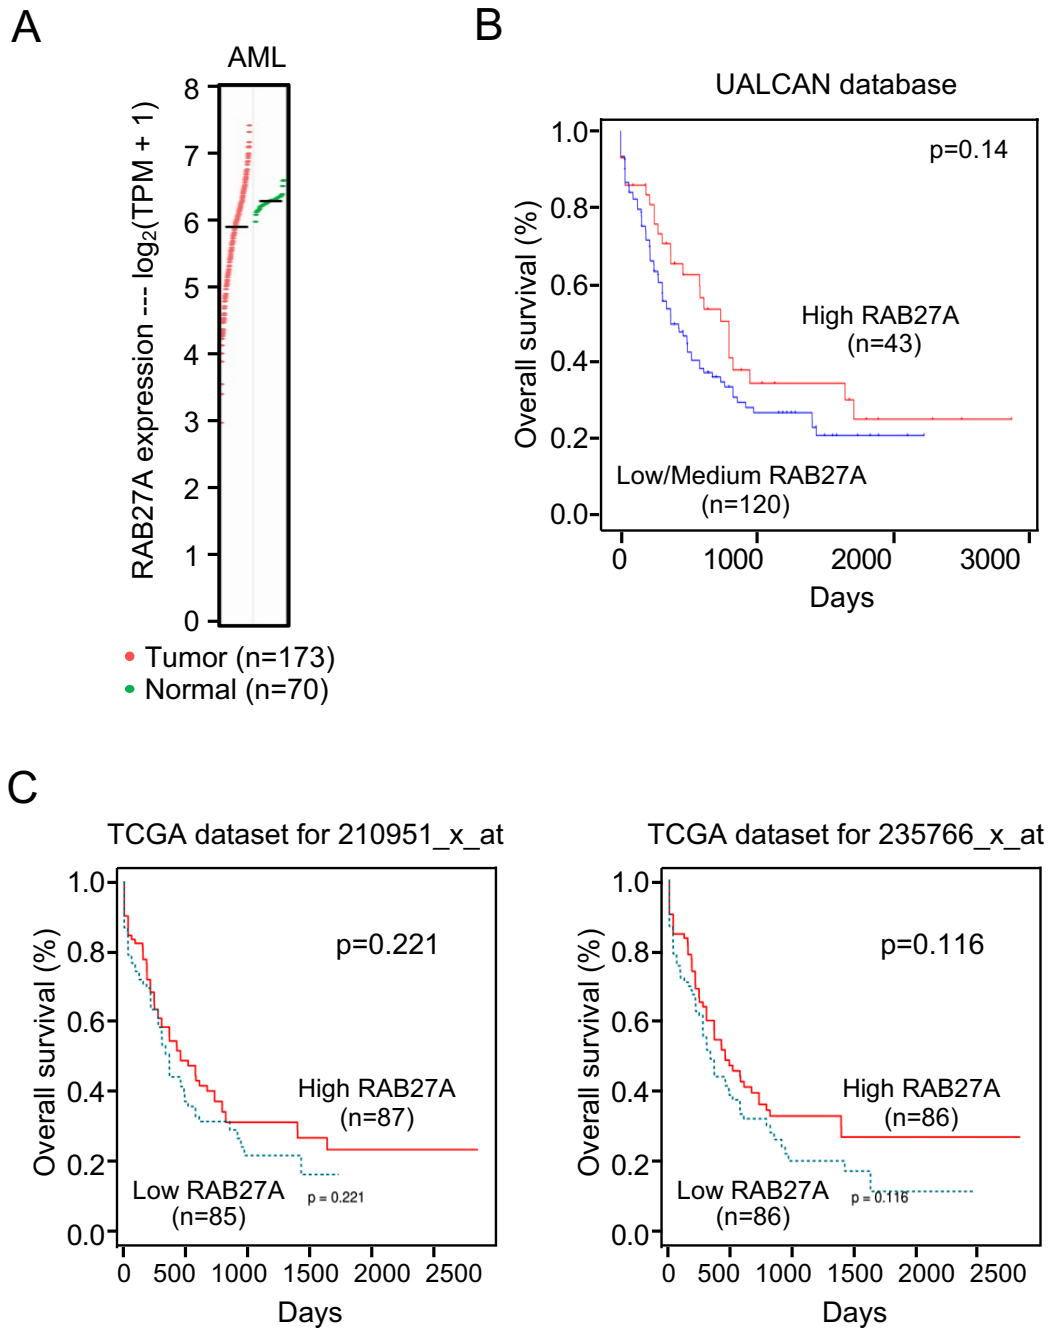 A
AML
RAB27A expression --- log₂(TPM + 1)
8
7
6
5
4
3
2
1
0
Tumor (n=173)
Normal (n=70)
B
UALCAN database
p=0.14
Overall survival (%)
1.0
0.8
0.6
0.4
0.2
0.0
High RAB27A
(n=43)
Low/Medium RAB27A
(n=120)
0 1000 2000 3000
Days
C
TCGA dataset for 210951_x_at
Overall survival (%)
1.0
0.8
0.6
0.4
0.2
0.0
p=0.221
High RAB27A
(n=87)
Low RAB27A
(n=85)
p = 0.221
0 500 1000 1500 2000 2500
Days
TCGA dataset for 235766_x_at
Overall survival (%)
1.0
0.8
0.6
0.4
0.2
0.0
p=0.116
High RAB27A
(n=86)
Low RAB27A
(n=86)
p = 0.116
0 500 1000 1500 2000 2500
Days